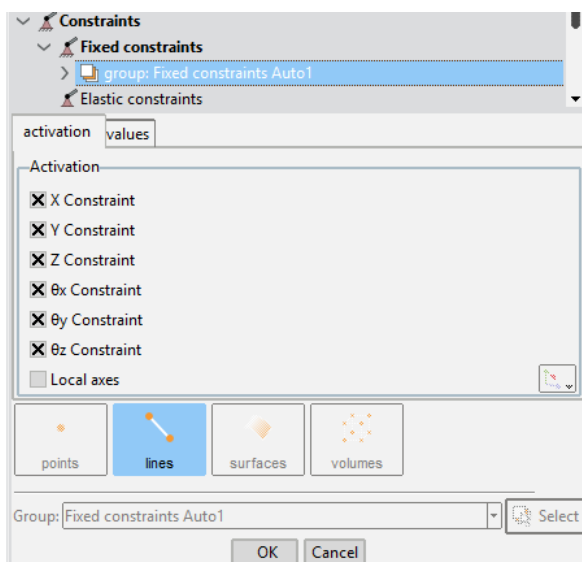 Constraints
Fixed constraints
group: Fixed constraints Auto1
Elastic constraints
activation values
Activation
X Constraint
Y Constraint
Z Constraint
θx Constraint
θy Constraint
θz Constraint
Local axes
points lines surfaces volumes
Group: Fixed constraints Auto1 Select
OK Cancel